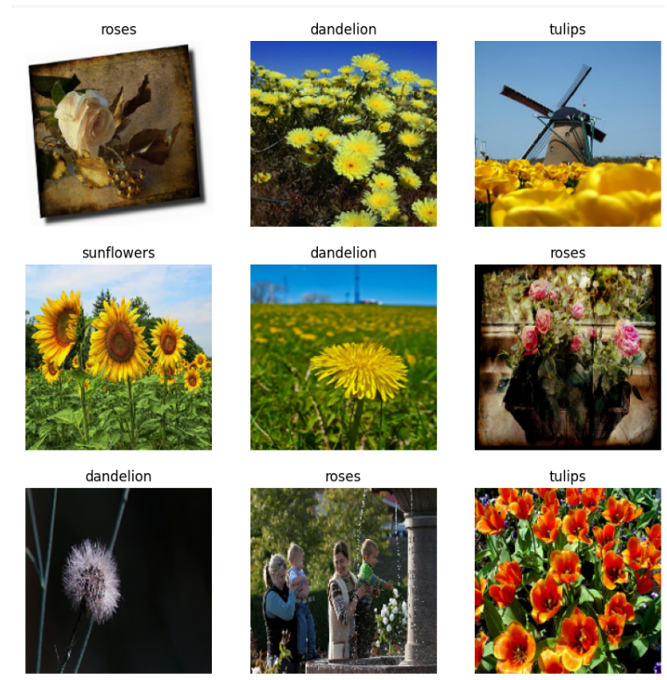 roses
dandelion
tulips
sunflowers
dandelion
roses
dandelion
roses
tulips